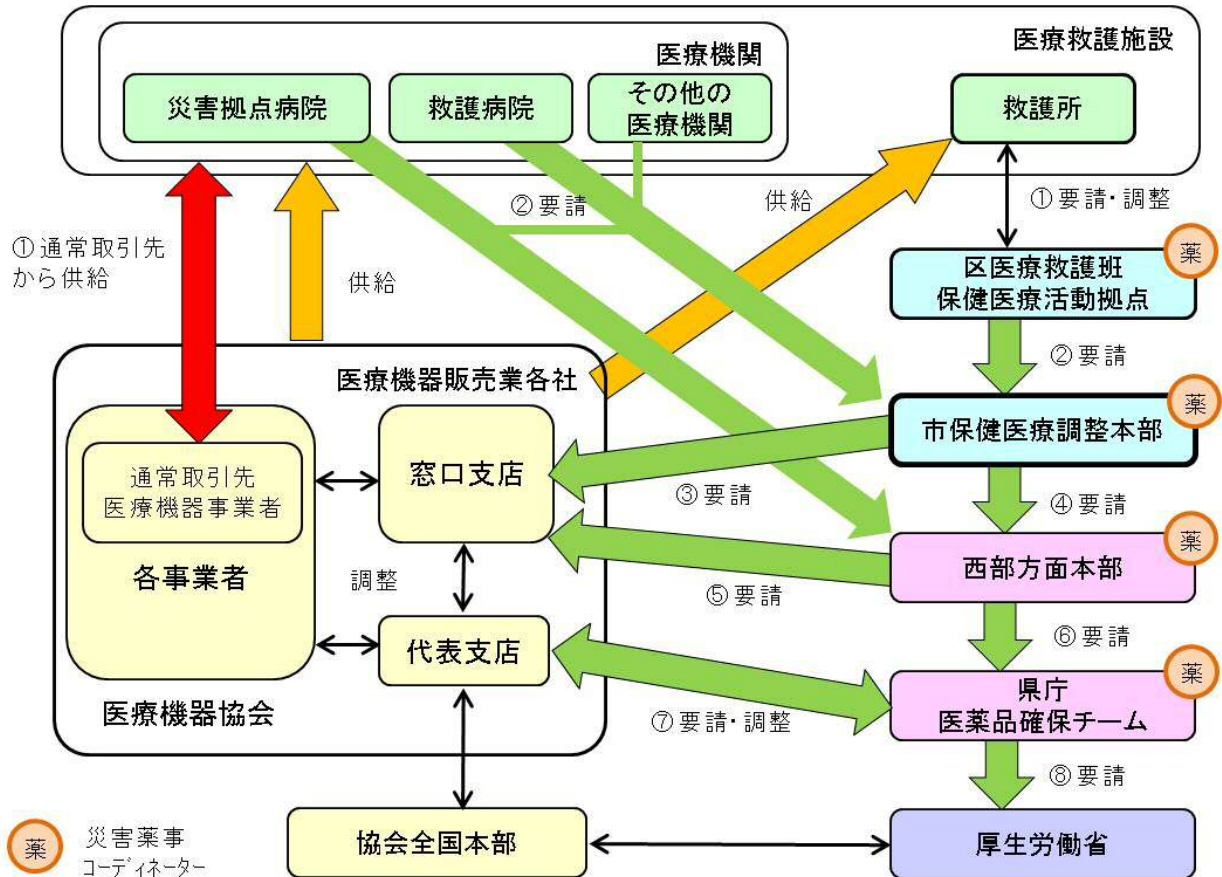 医療救護施設
医療機関
災害拠点病院
救護病院
その他の
医療機関
救護所
供給
②要請
①要請・調整
①通常取引先
から供給
供給
区医療救護班
保健医療活動拠点
薬
②要請
医療機器販売業各社
市保健医療調整本部
薬
通常取引先
医療機器事業者
窓口支店
③要請
④要請
各事業者
調整
⑤要請
西部方面本部
薬
⑥要請
代表支店
医療機器協会
⑦要請・調整
県庁
医薬品確保チーム
薬
⑧要請
薬
災害薬事
コーディネーター
協会全国本部
厚生労働省